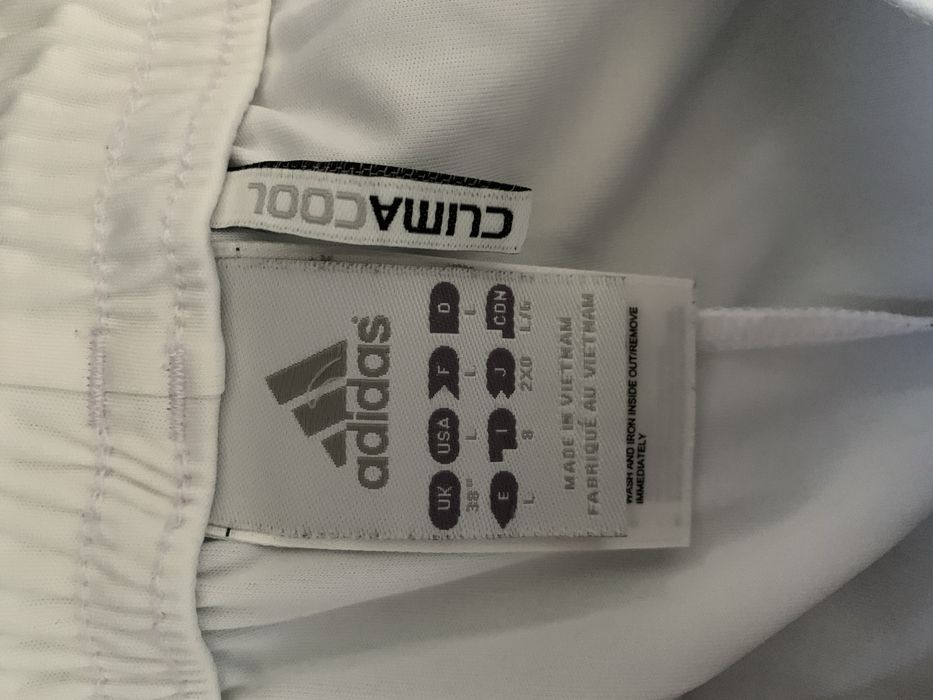 CLIMACOOL
adidas
UK USA F D
38" L L L
E I J CDN
L 8 2XO L/G
MADE IN VIETNAM
FABRIQUÉ AU VIETNAM
WASH AND IRON INSIDE OUT/REMOVE
IMMEDIATELY